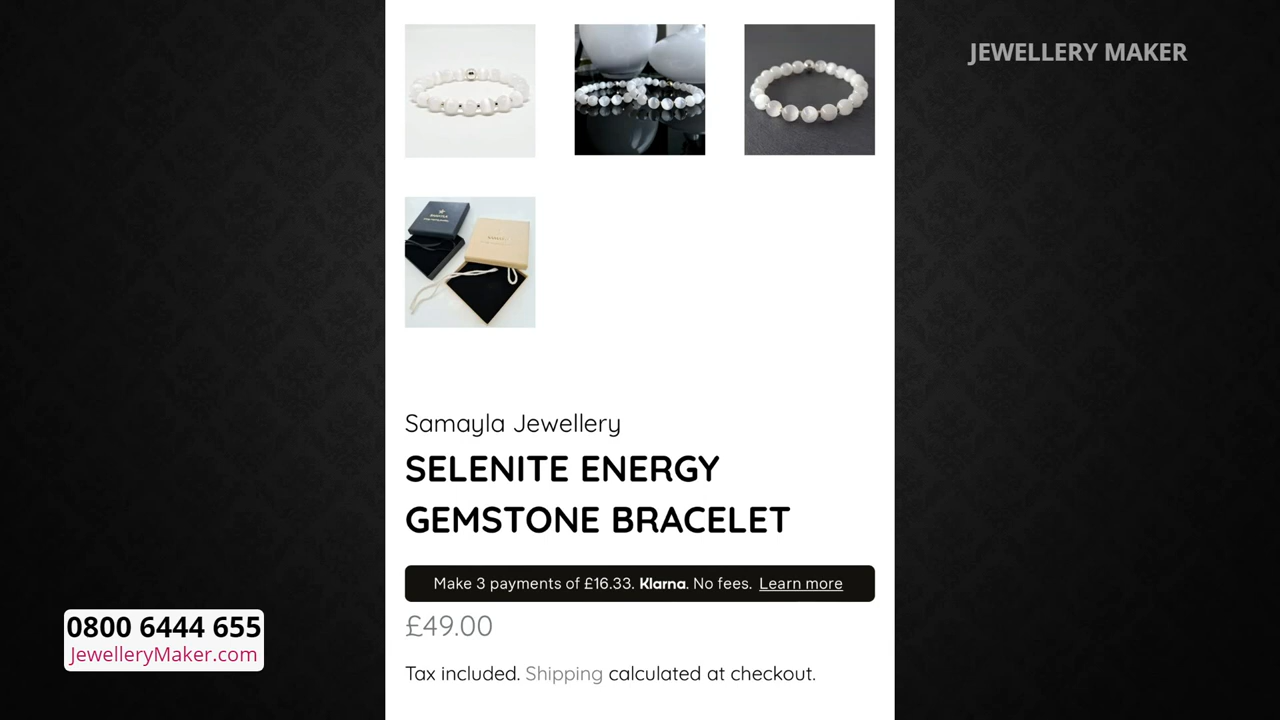 JEWELLERY MAKER
Samayla Jewellery
SELENITE ENERGY
GEMSTONE BRACELET
Make 3 payments of £16.33. Klarna. No fees. Learn more
£49.00
Tax included. Shipping calculated at checkout.
0800 6444 655
JewelleryMaker.com